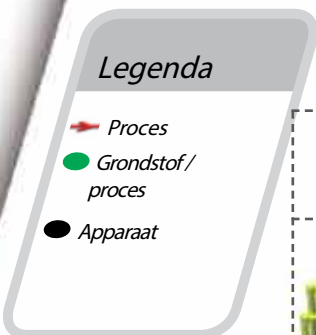 Legenda
Proces
Grondstof /
proces
Apparaat